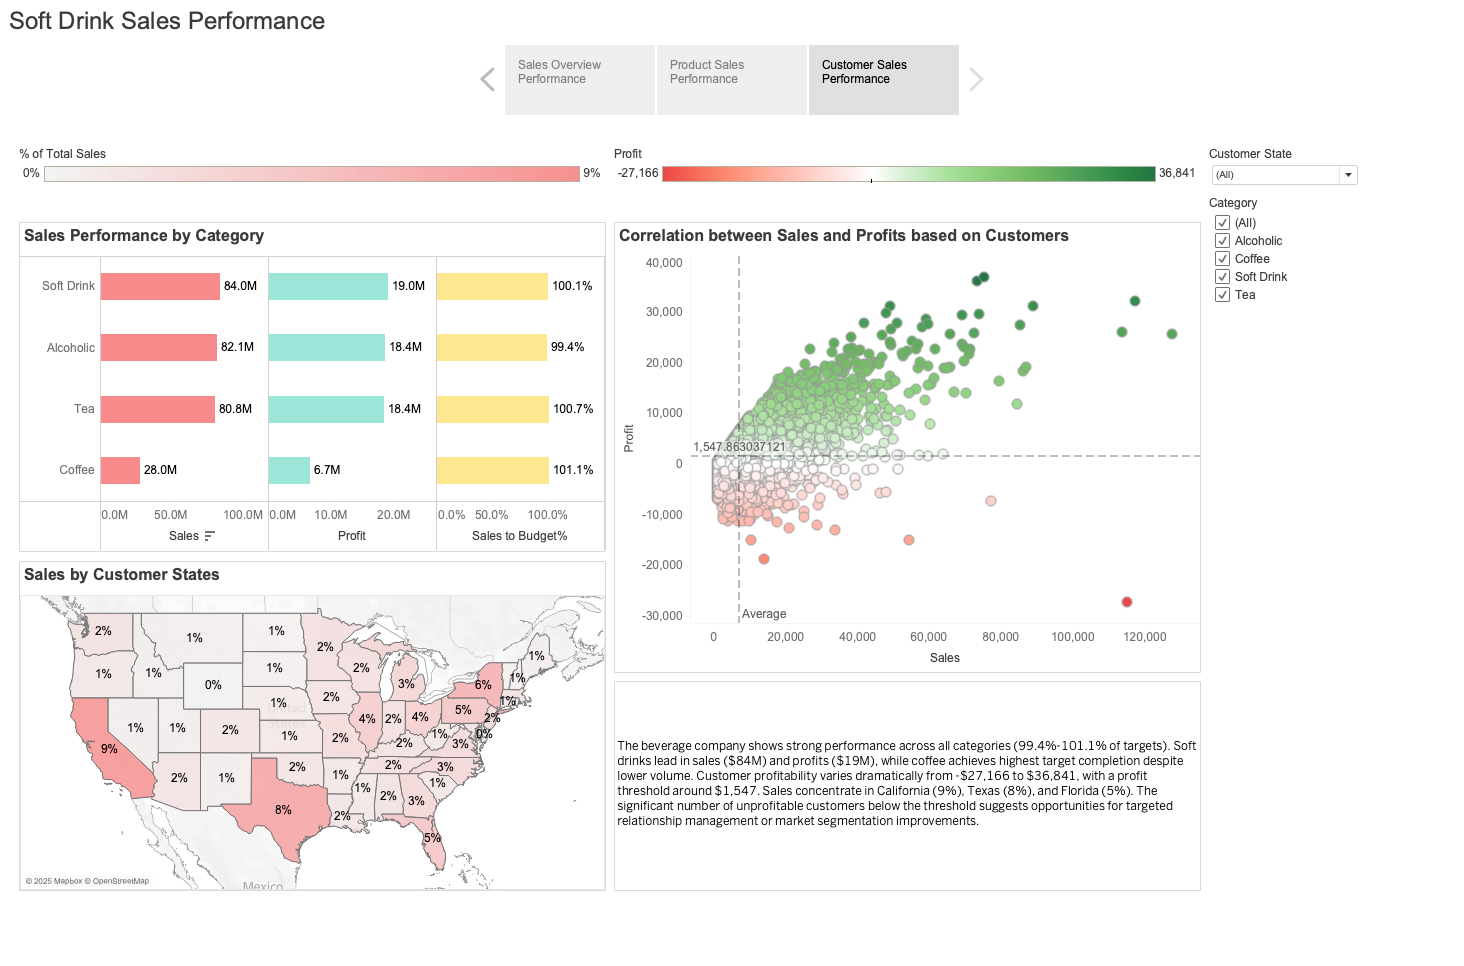 Soft Drink Sales Performance
Sales Overview
Performance
Product Sales
Performance
Customer Sales
Performance
% of Total Sales
0%
9%
Profit
-27,166
36,841
Customer State
(All)
Category
(All)
Alcoholic
Coffee
Soft Drink
Tea
Sales Performance by Category
Soft Drink
84.0M
19.0M
100.1%
Alcoholic
82.1M
18.4M
99.4%
Tea
80.8M
18.4M
100.7%
Coffee
28.0M
6.7M
101.1%
0.0M 50.0M 100.0M
0.0M 10.0M 20.0M
0.0% 50.0% 100.0%
Sales
Profit
Sales to Budget%
Correlation between Sales and Profits based on Customers
40,000
30,000
20,000
10,000
0
-10,000
-20,000
-30,000
Profit
1,547.863037121
Average
0 20,000 40,000 60,000 80,000 100,000 120,000
Sales
Sales by Customer States
2%
1%
1%
2%
1%
1%
1%
1%
0%
2%
3%
6%
1%
2%
1%
5%
1%
2%
9%
1%
1%
2%
1%
2%
4%
2%
4%
2%
1%
3%
0%
2%
1%
2%
1%
2%
3%
8%
1%
2%
3%
1%
2%
5%
United
States
Mexico
© 2025 Mapbox © OpenStreetMap
The beverage company shows strong performance across all categories (99.4%-101.1% of targets). Soft
drinks lead in sales ($84M) and profits ($19M), while coffee achieves highest target completion despite
lower volume. Customer profitability varies dramatically from -$27,166 to $36,841, with a profit
threshold around $1,547. Sales concentrate in California (9%), Texas (8%), and Florida (5%). The
significant number of unprofitable customers below the threshold suggests opportunities for targeted
relationship management or market segmentation improvements.